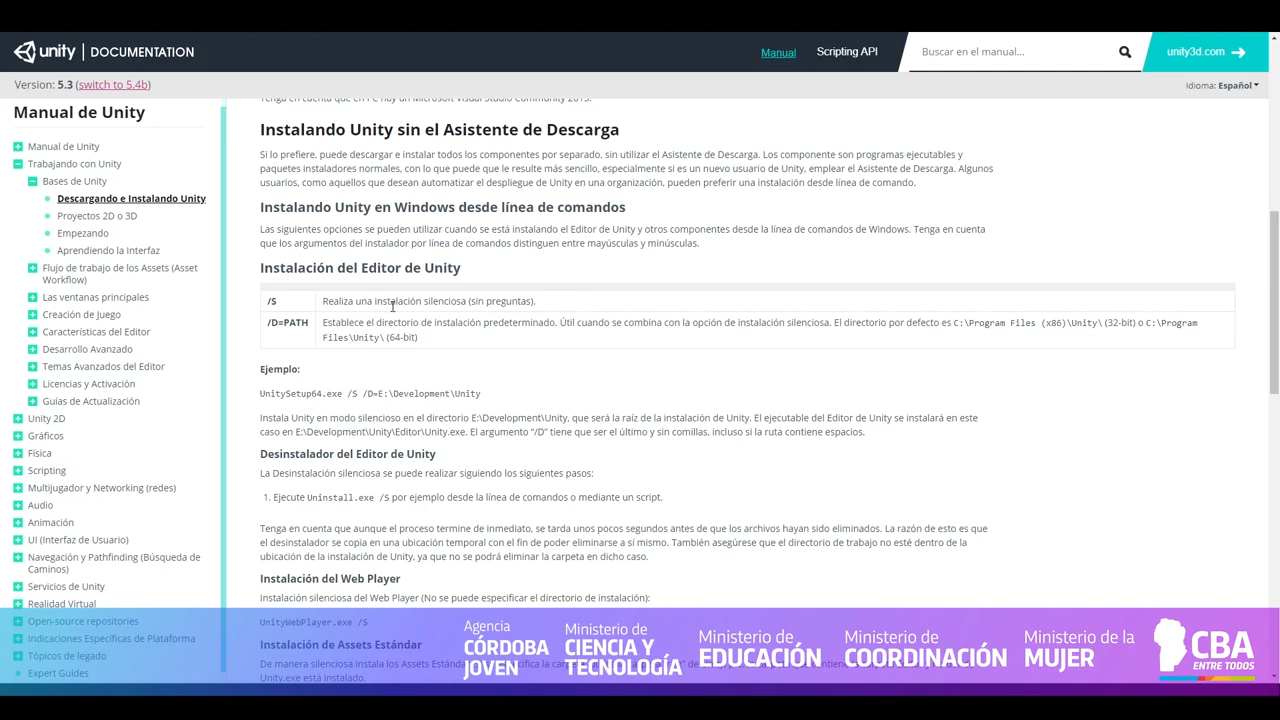 unity | DOCUMENTATION
Manual
Scripting API
Buscar en el manual...
unity3d.com
Version: 5.3 (switch to 5.4b)
Idioma: Español
Manual de Unity
Manual de Unity
Trabajando con Unity
Bases de Unity
Descargando e Instalando Unity
Proyectos 2D o 3D
Empezando
Aprendiendo la Interfaz
Flujo de trabajo de los Assets (Asset
Workflow)
Las ventanas principales
Creación de Juego
Características del Editor
Desarrollo Avanzado
Temas Avanzados del Editor
Licencias y Activación
Guías de Actualización
Unity 2D
Gráficos
Física
Scripting
Multijugador y Networking (redes)
Audio
Animación
UI (Interfaz de Usuario)
Navegación y Pathfinding (Búsqueda de
Caminos)
Servicios de Unity
Realidad Virtual
Open-source repositories
Indicaciones Específicas de Plataforma
Tópicos de legado
Expert Guides
Tenga en cuenta que en PC hay un Microsoft Visual Studio Community 2015.
Instalando Unity sin el Asistente de Descarga
Si lo prefiere, puede descargar e instalar todos los componentes por separado, sin utilizar el Asistente de Descarga. Los componente son programas ejecutables y
paquetes instaladores normales, con lo que puede que le resulte más sencillo, especialmente si es un nuevo usuario de Unity, emplear el Asistente de Descarga. Algunos
usuarios, como aquellos que desean automatizar el despliegue de Unity en una organización, pueden preferir una instalación desde línea de comando.
Instalando Unity en Windows desde línea de comandos
Las siguientes opciones se pueden utilizar cuando se está instalando el Editor de Unity y otros componentes desde la línea de comandos de Windows. Tenga en cuenta
que los argumentos del instalador por línea de comandos distinguen entre mayúsculas y minúsculas.
Instalación del Editor de Unity
/S Realiza una instalación silenciosa (sin preguntas).
/D=PATH Establece el directorio de instalación predeterminado. Útil cuando se combina con la opción de instalación silenciosa. El directorio por defecto es C:\Program Files (x86)\Unity\ (32-bit) o C:\Program
Files\Unity\ (64-bit)
Ejemplo:
UnitySetup64.exe /S /D=E:\Development\Unity
Instala Unity en modo silencioso en el directorio E:\Development\Unity, que será la raíz de la instalación de Unity. El ejecutable del Editor de Unity se instalará en este
caso en E:\Development\Unity\Editor\Unity.exe. El argumento “/D” tiene que ser el último y sin comillas, incluso si la ruta contiene espacios.
Desinstalador del Editor de Unity
La Desinstalación silenciosa se puede realizar siguiendo los siguientes pasos:
1. Ejecute Uninstall.exe /S por ejemplo desde la línea de comandos o mediante un script.
Tenga en cuenta que aunque el proceso termine de inmediato, se tarda unos pocos segundos antes de que los archivos hayan sido eliminados. La razón de esto es que
el desinstalador se copia en una ubicación temporal con el fin de poder eliminarse a sí mismo. También asegúrese que el directorio de trabajo no esté dentro de la
ubicación de la instalación de Unity, ya que no se podrá eliminar la carpeta en dicho caso.
Instalación del Web Player
Instalación silenciosa del Web Player (No se puede especificar el directorio de instalación):
UnityWebPlayer.exe /S
Instalación de Assets Estándar
De manera silenciosa instala los Assets
Unity.exe está instalado.
Agencia
CÓRDOBA
JOVEN
Ministerio de
CIENCIA Y
TECNOLOGÍA
Ministerio de
EDUCACIÓN
Ministerio de
COORDINACIÓN
Ministerio de la
MUJER
CBA
ENTRE TODOS